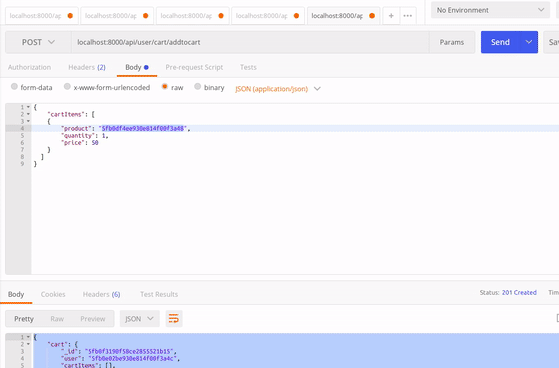 localhost:8000/ap
localhost:8000/ap
localhost:8000/ap
localhost:8000/ap
localhost:8000/ap
+
•••
No Environment
POST
localhost:8000/api/user/cart/addtocart
Params
Send
Authorization
Headers (2)
Body
Pre-request Script
Tests
form-data
x-www-form-urlencoded
raw
binary
JSON (application/json)
1 {
2 "cartItems": [
3 {
4 "product": "5fb0df4ee930e814f00f3a48",
5 "quantity": 1,
6 "price": 50
7 }
8 ]
9 }
Body
Cookies
Headers (6)
Test Results
Status: 201 Created
Pretty
Raw
Preview
JSON
1 {
2 "cart": {
3 "_id": "5fb0f3190f58ce2855521b15",
4 "user": "5fb0e02be930e814f00f3a4c",
5 "cartItems": [],